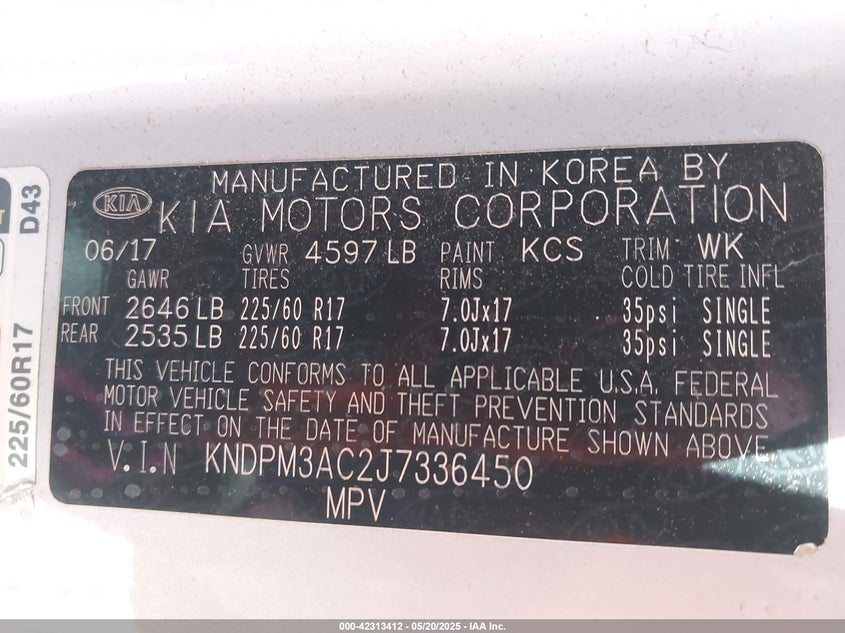 MANUFACTURED IN KOREA BY
KIA KIA MOTORS CORPORATION
06/17 GVWR 4597 LB PAINT KCS TRIM WK
GAWR TIRES RIMS COLD TIRE INFL
FRONT 2646 LB 225/60 R17 7.0Jx17 35psi SINGLE
REAR 2535 LB 225/60 R17 7.0Jx17 35psi SINGLE
THIS VEHICLE CONFORMS TO ALL APPLICABLE U.S.A. FEDERAL
MOTOR VEHICLE SAFETY AND THEFT PREVENTION STANDARDS
IN EFFECT ON THE DATE OF MANUFACTURE SHOWN ABOVE.
V.I.N KNDPM3AC2J7336450
MPV
225/60R17 D43
000-42313412 — 05/20/2025 — IAA Inc.